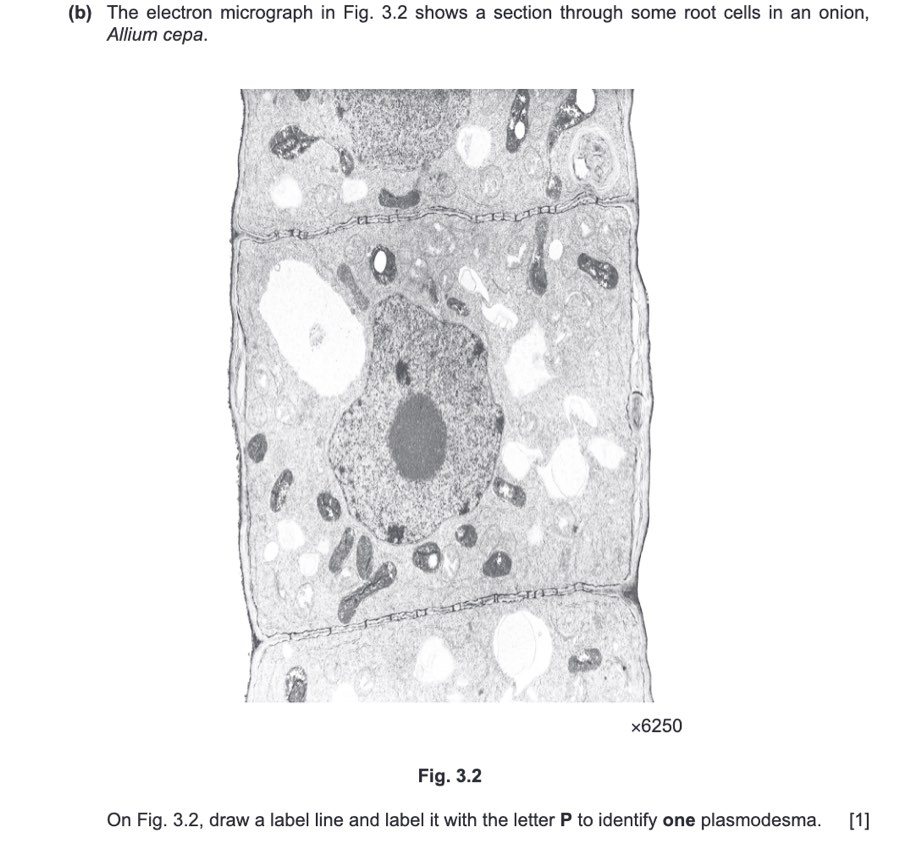 (b) The electron micrograph in Fig. 3.2 shows a section through some root cells in an onion,
Allium cepa.
×6250
Fig. 3.2
On Fig. 3.2, draw a label line and label it with the letter P to identify one plasmodesma. [1]